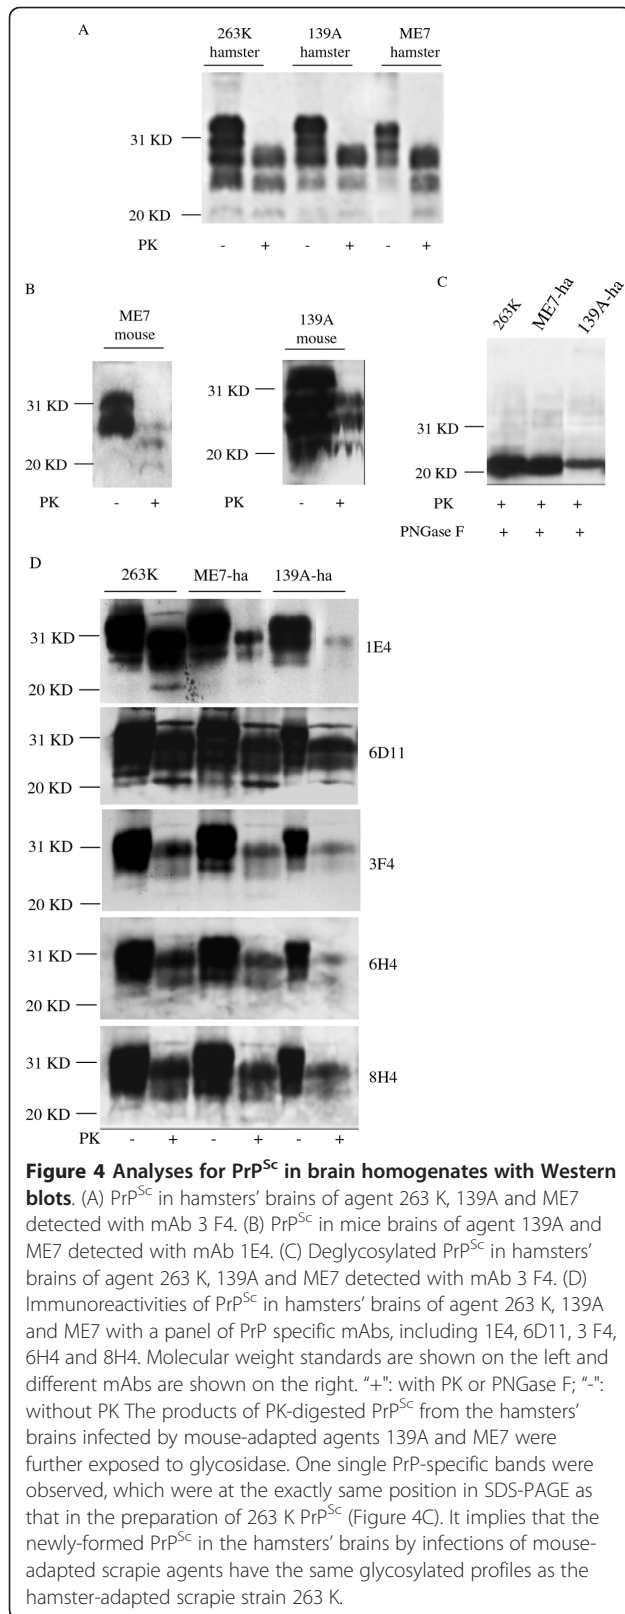 A
263K hamster 139A hamster ME7 hamster
31 KD
20 KD
PK - + - + - +
B
ME7 mouse
31 KD
20 KD
PK - +
139A mouse
31 KD
20 KD
PK - +
C
263K ME7-ha 139A-ha
31 KD
20 KD
PK + + +
PNGase F + + +
D
263K ME7-ha 139A-ha
31 KD
20 KD
1E4
31 KD
20 KD
6D11
31 KD
20 KD
3F4
31 KD
20 KD
6H4
31 KD
20 KD
8H4
PK - + - + - +
Figure 4 Analyses for PrPSc in brain homogenates with Western
blots. (A) PrPSc in hamsters' brains of agent 263 K, 139A and ME7
detected with mAb 3 F4. (B) PrPSc in mice brains of agent 139A and
ME7 detected with mAb 1E4. (C) Deglycosylated PrPSc in hamsters'
brains of agent 263 K, 139A and ME7 detected with mAb 3 F4. (D)
Immunoreactivities of PrPSc in hamsters' brains of agent 263 K, 139A
and ME7 with a panel of PrP specific mAbs, including 1E4, 6D11, 3 F4,
6H4 and 8H4. Molecular weight standards are shown on the left and
different mAbs are shown on the right. "+": with PK or PNGase F; "-":
without PK The products of PK-digested PrPSc from the hamsters'
brains infected by mouse-adapted agents 139A and ME7 were
further exposed to glycosidase. One single PrP-specific bands were
observed, which were at the exactly same position in SDS-PAGE as
that in the preparation of 263 K PrPSc (Figure 4C). It implies that the
newly-formed PrPSc in the hamsters' brains by infections of mouse-
adapted scrapie agents have the same glycosylated profiles as the
hamster-adapted scrapie strain 263 K.